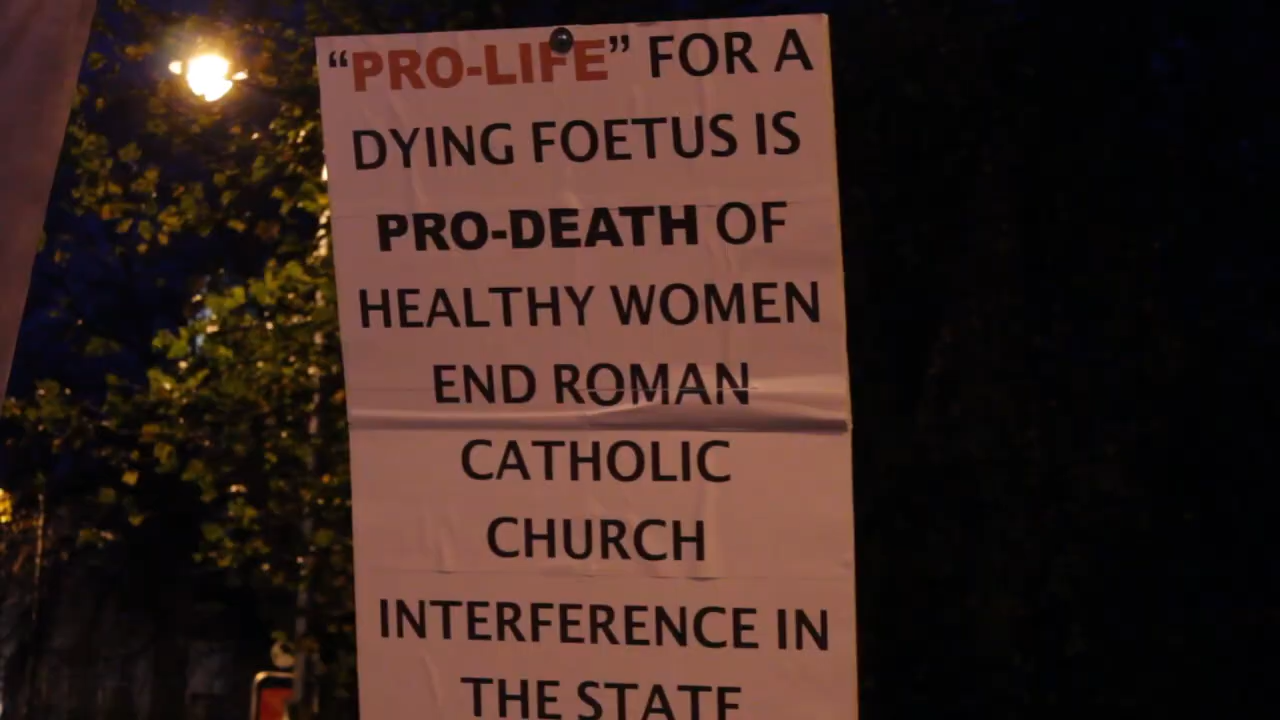 “PRO-LIFE” FOR A
DYING FOETUS IS
PRO-DEATH OF
HEALTHY WOMEN
END ROMAN
CATHOLIC
CHURCH
INTERFERENCE IN
THE STATE